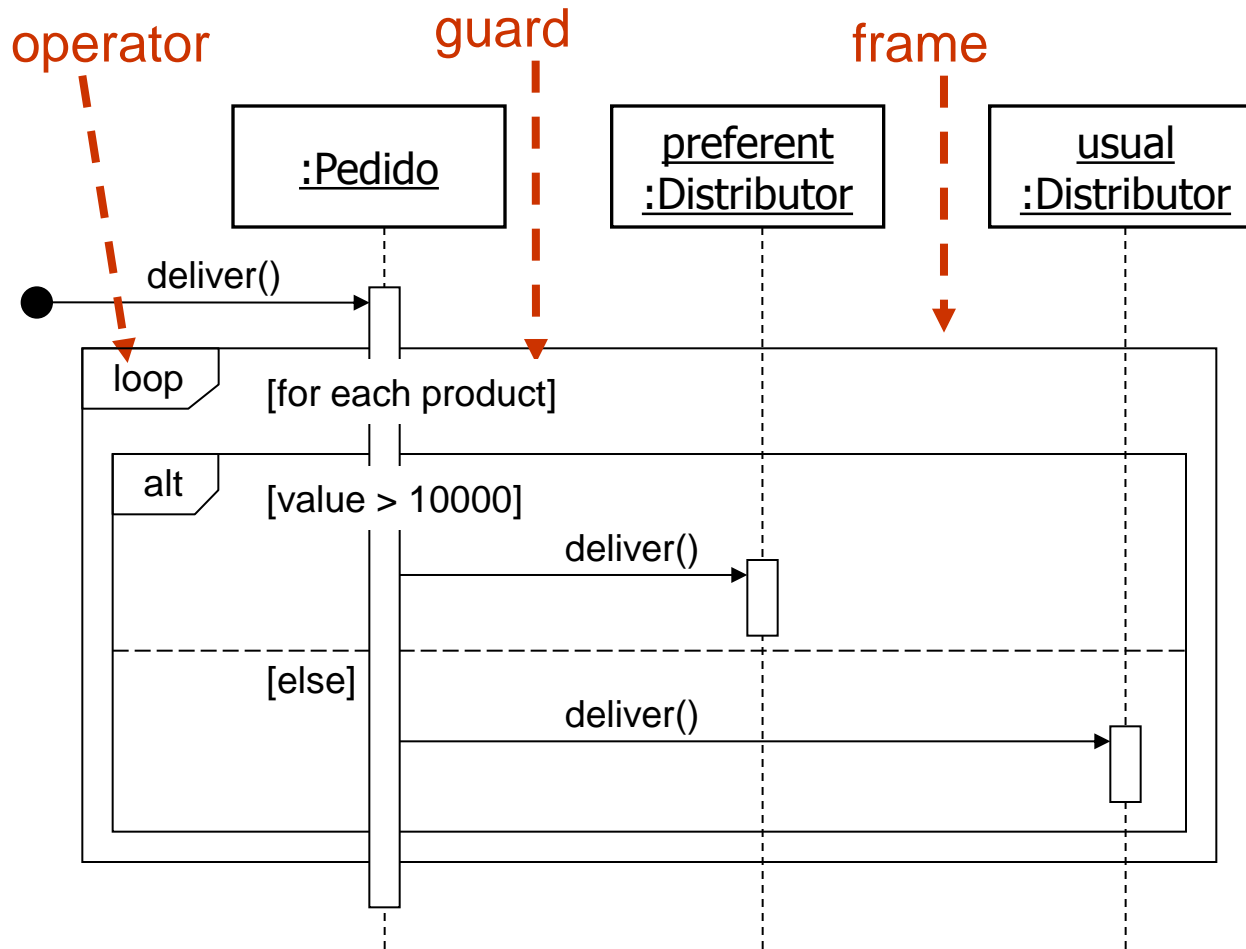 operator
guard
frame
:Pedido
preferent
:Distributor
usual
:Distributor
deliver()
loop
[for each product]
alt
[value > 10000]
deliver()
[else]
deliver()